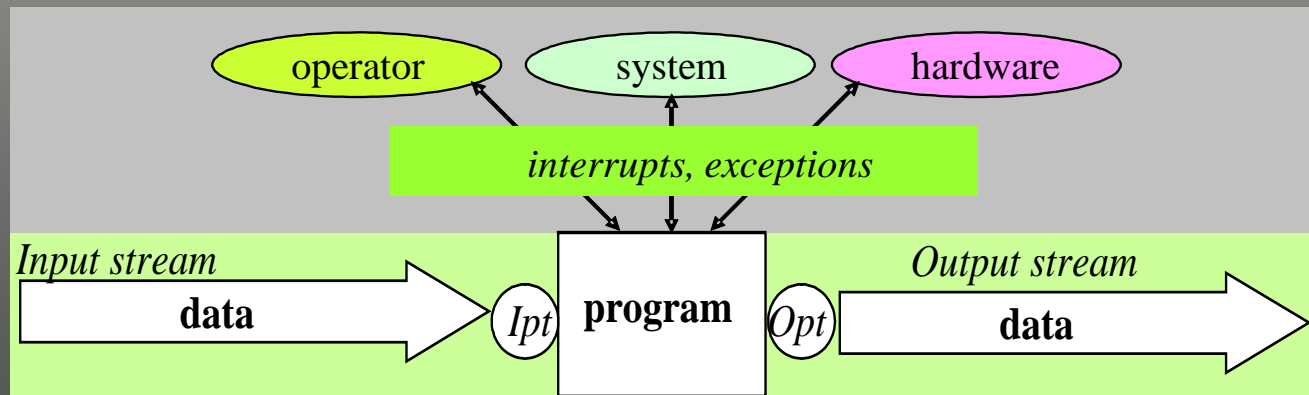 operator system hardware
interrupts, exceptions
Input stream Output stream
data Ipt program Opt data